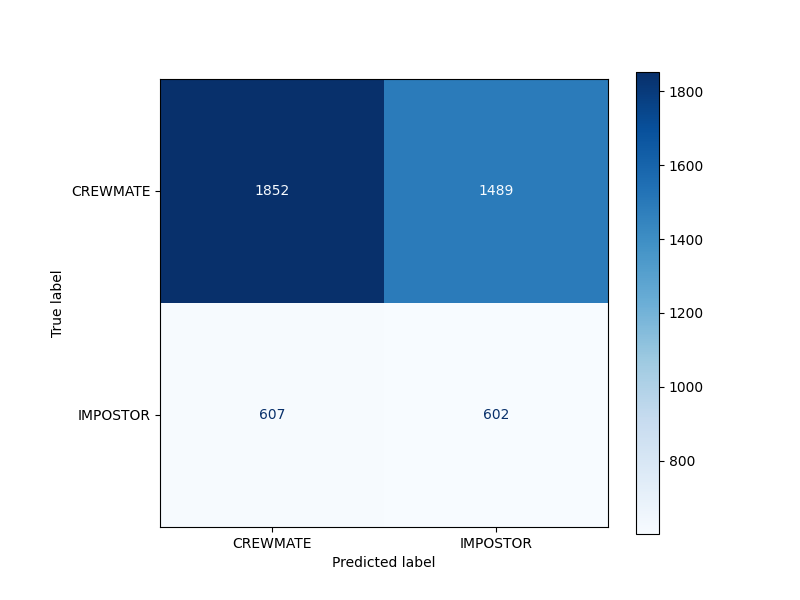 CREWMATE
IMPOSTOR
True label
1852
1489
607
602
CREWMATE
IMPOSTOR
Predicted label
1800
1600
1400
1200
1000
800